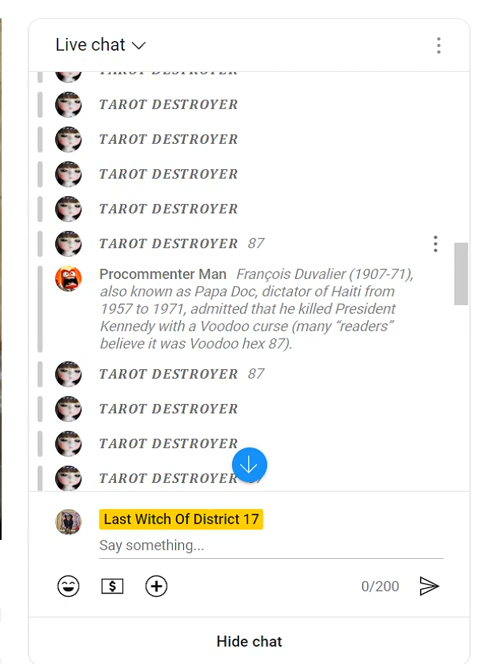 Live chat
TAROT DESTROYER
TAROT DESTROYER
TAROT DESTROYER
TAROT DESTROYER
TAROT DESTROYER
TAROT DESTROYER 87
Procommenter Man François Duvalier (1907-71),
also known as Papa Doc, dictator of Haiti from
1957 to 1971, admitted that he killed President
Kennedy with a Voodoo curse (many “readers”
believe it was Voodoo hex 87).
TAROT DESTROYER 87
TAROT DESTROYER
TAROT DESTROYER
TAROT DESTROYER
Last Witch Of District 17
Say something...
$
0/200
Hide chat